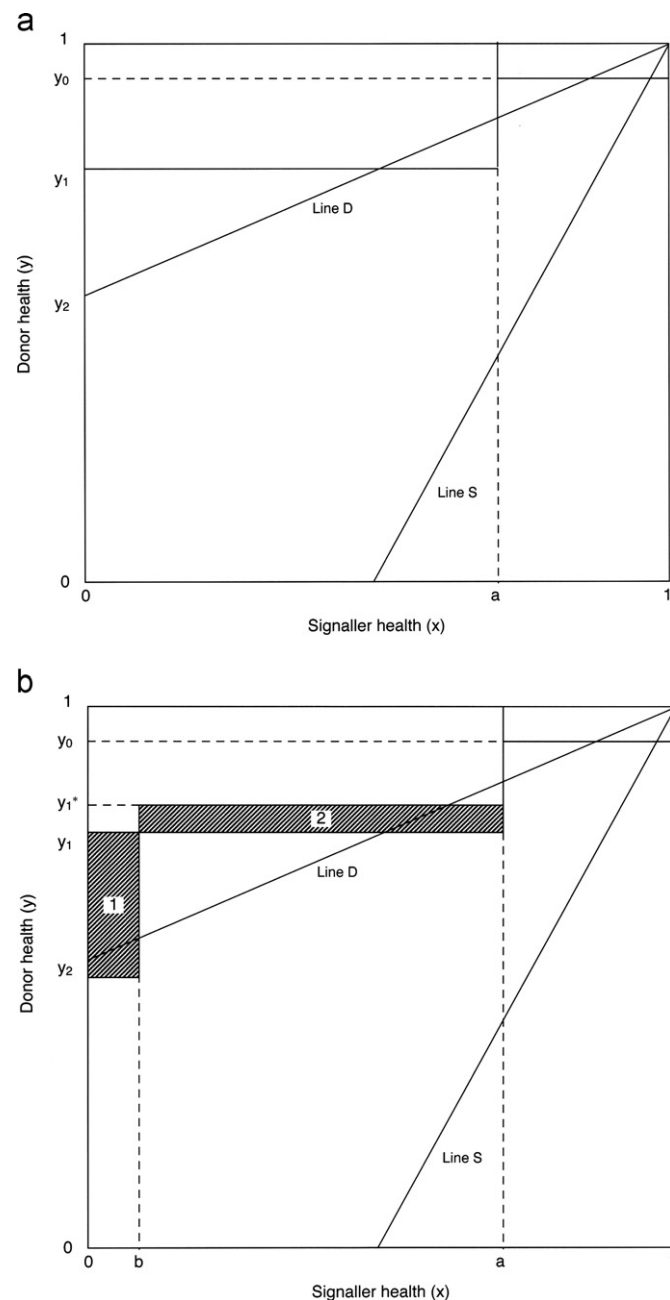 a
1
y₀
y₁
Line D
y₂
Donor health (y)
Line S
0
0
a
1
Signaller health (x)
b
1
y₀
y₁*
2
y₁
Line D
1
y₂
Donor health (y)
Line S
0
0
b
a
Signaller health (x)